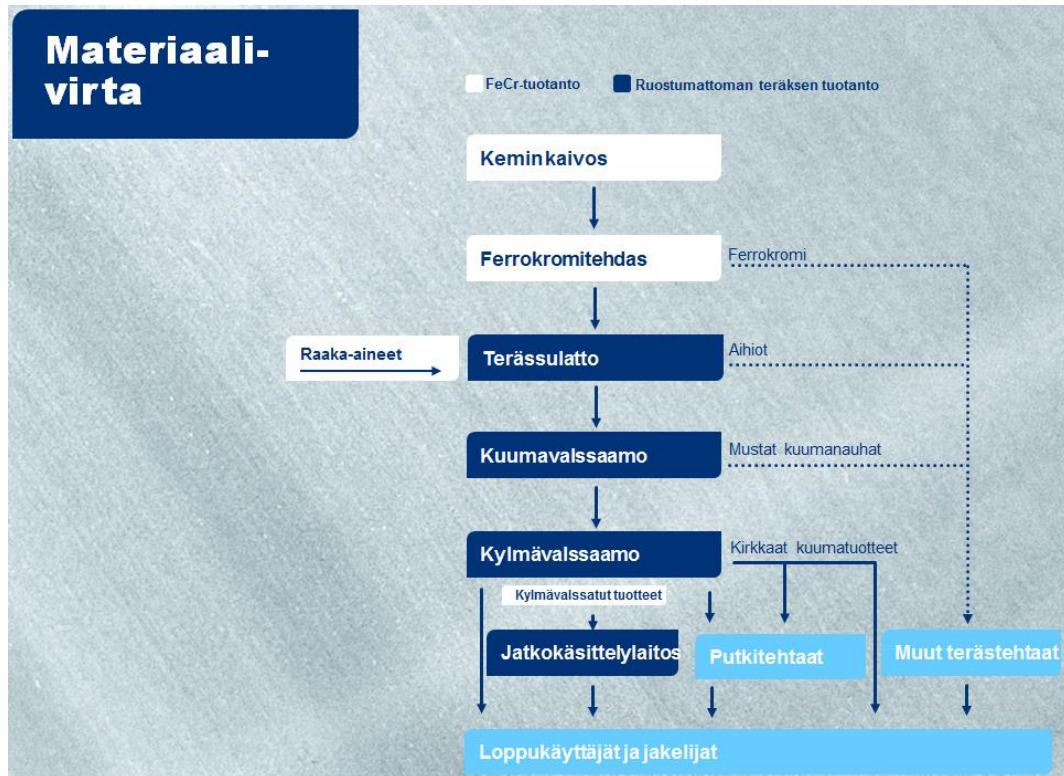 Materiaali-
virta
FeCr-tuotanto
Ruostumattoman teräksen tuotanto
Keminkaivos
Ferrokromitehdas
Ferrokromi
Raaka-aineet
Terässulatto
Aihiot
Kuumavalssaamo
Mustat kuumanauhat
Kylmävalssaamo
Kirkkaat kuumatuotteet
Kylmävalssatut tuotteet
Jatkokäsittelylaitos
Putkitehtaat
Muut terästehtaat
Loppukäyttäjät ja jakelijat